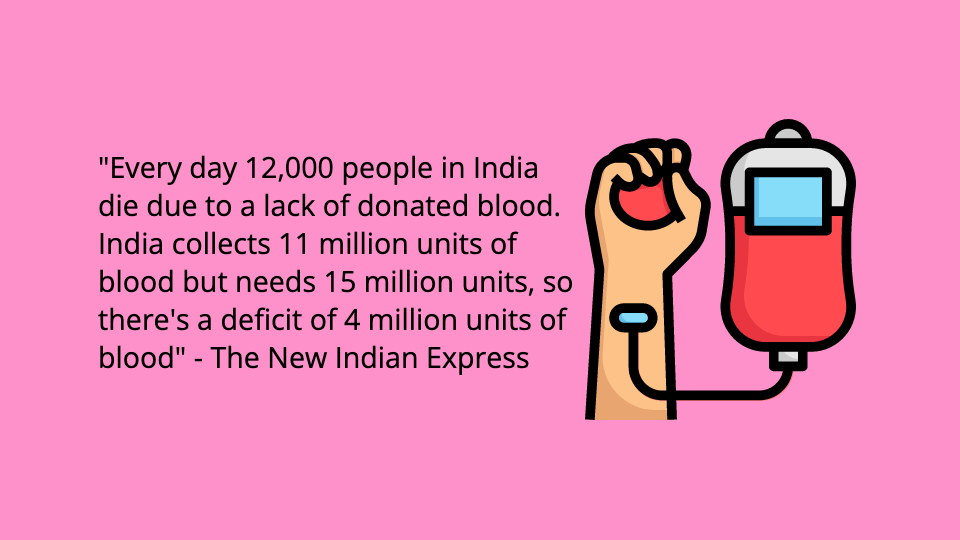 "Every day 12,000 people in India
die due to a lack of donated blood.
India collects 11 million units of
blood but needs 15 million units, so
there's a deficit of 4 million units of
blood" - The New Indian Express